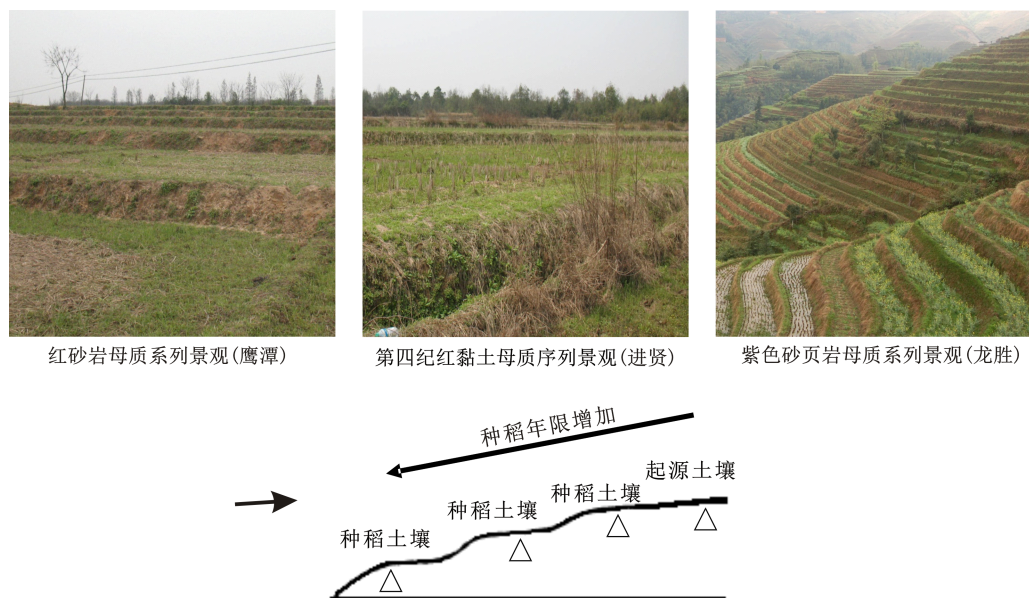 红砂岩母质系列景观(鹰潭)
第四纪红黏土母质序列景观(进贤)
紫色砂页岩母质系列景观(龙胜)
种稻年限增加
起源土壤
种稻土壤
种稻土壤
种稻土壤